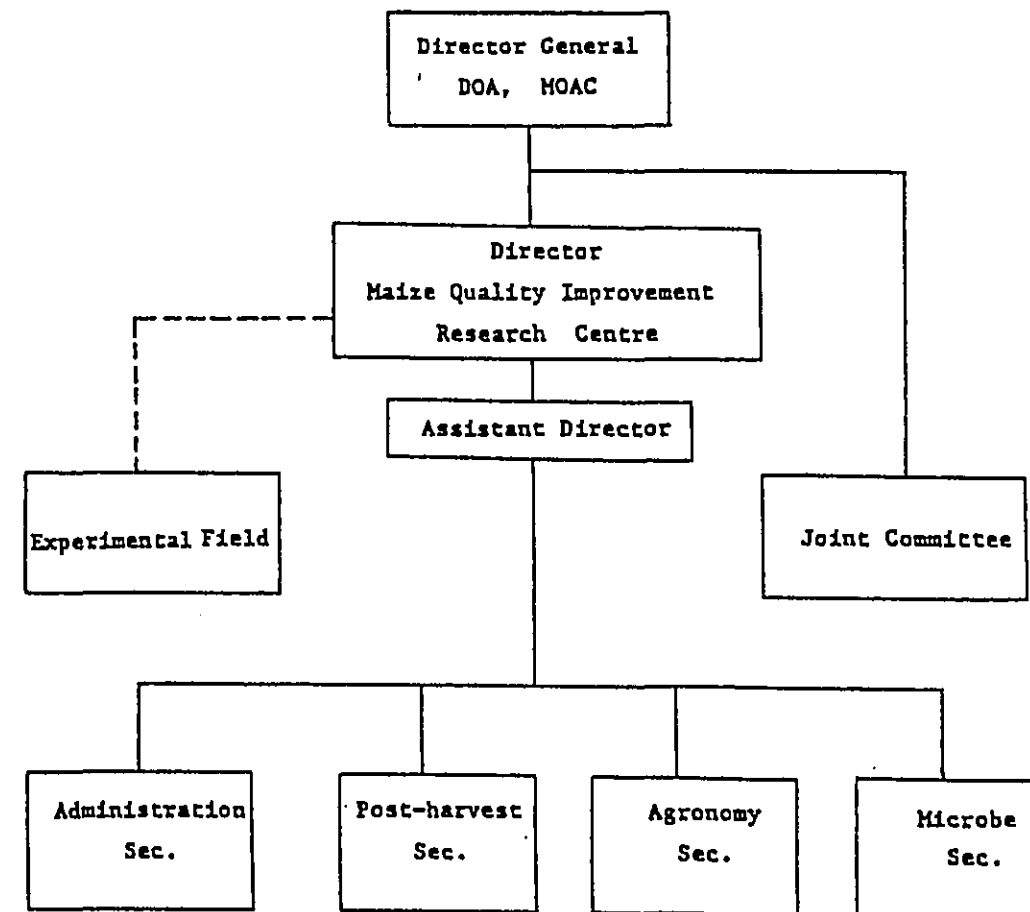 Director General
DOA, MOAC
Director
Maize Quality Improvement
Research Centre
Assistant Director
Experimental Field
Joint Committee
Administration
Sec.
Post-harvest
Sec.
Agronomy
Sec.
Microbe
Sec.